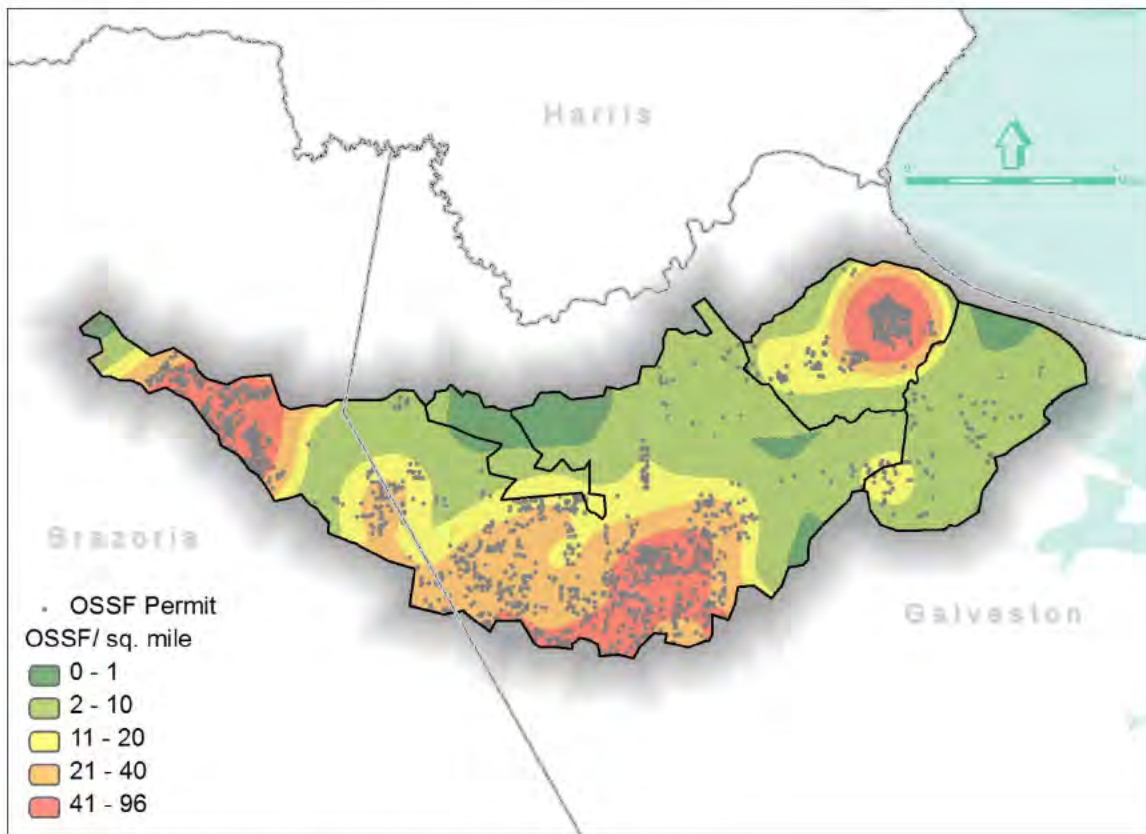 Harris
Brazoria
Galveston
OSSF Permit
OSSF/ sq. mile
0 - 1
2 - 10
11 - 20
21 - 40
41 - 96